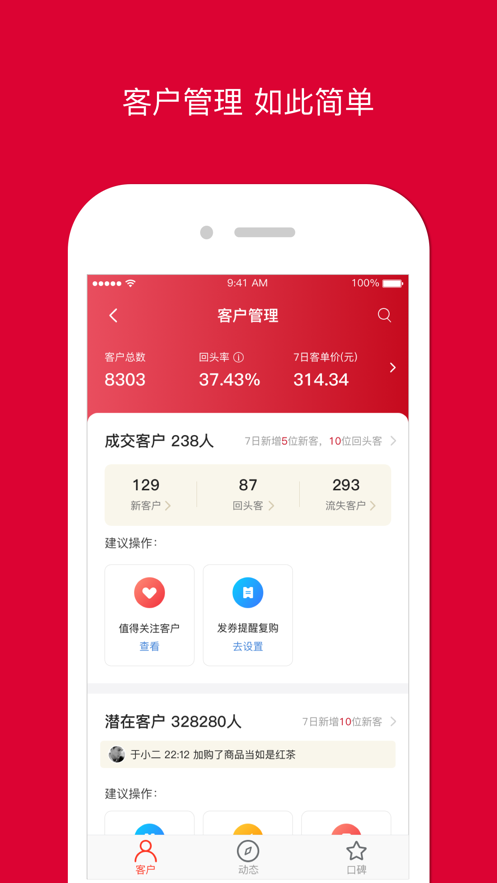 客户管理 如此简单
9:41 AM 100%
客户管理
客户总数 回头率 7日客单价(元)
8303 37.43% 314.34
成交客户 238人 7日新增5位新客，10位回头客
129 87 293
新客户 回头客 流失客户
建议操作：
值得关注客户 发券提醒复购
查看 去设置
潜在客户 328280人 7日新增10位新客
于小二 22:12 加购了商品当如是红茶
建议操作：
客户 动态 口碑